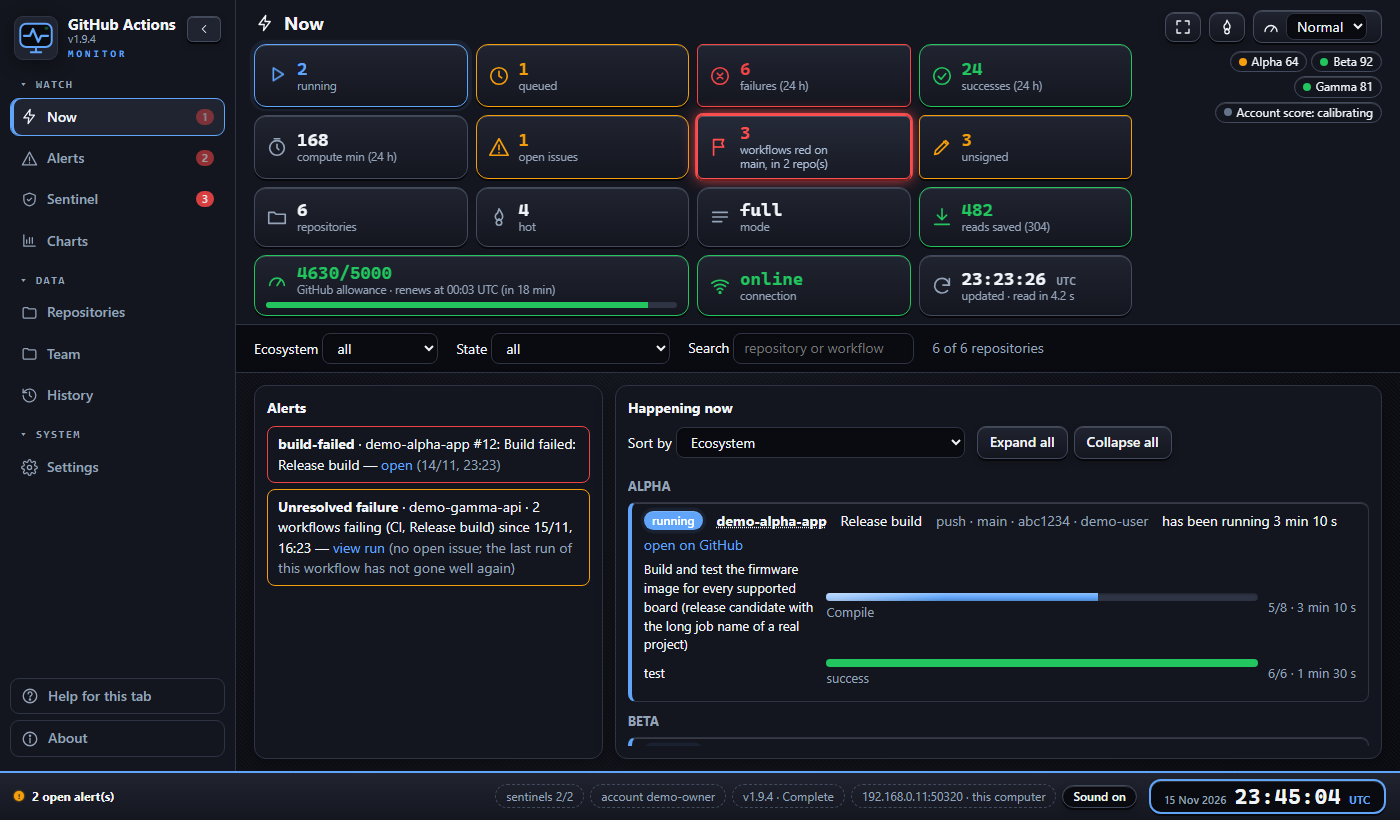 GitHub Actions
v1.9.4
MONITOR
WATCH
Now 1
Alerts 2
Sentinel 3
Charts
DATA
Repositories
Team
History
SYSTEM
Settings
Help for this tab
About
Now
Normal
Alpha 64
Beta 92
Gamma 81
Account score: calibrating
2
running
1
queued
6
failures (24 h)
24
successes (24 h)
168
compute min (24 h)
1
open issues
3
workflows red on
main, in 2 repo(s)
3
unsigned
6
repositories
4
hot
full
mode
482
reads saved (304)
4630/5000
GitHub allowance · renews at 00:03 UTC (in 18 min)
online
connection
23:23:26 UTC
updated · read in 4.2 s
Ecosystem all State all Search repository or workflow 6 of 6 repositories
Alerts
build-failed · demo-alpha-app #12: Build failed:
Release build — open (14/11, 23:23)
Unresolved failure · demo-gamma-api · 2
workflows failing (CI, Release build) since 15/11,
16:23 — view run (no open issue; the last run of
this workflow has not gone well again)
Happening now
Sort by Ecosystem Expand all Collapse all
ALPHA
running demo-alpha-app Release build push · main · abc1234 · demo-user has been running 3 min 10 s
open on GitHub
Build and test the firmware
image for every supported
board (release candidate with
the long job name of a real
project)
Compile
5/8 · 3 min 10 s
test
success
6/6 · 1 min 30 s
BETA
2 open alert(s)
sentinels 2/2
account demo-owner
v1.9.4 · Complete
192.168.0.11:50320 · this computer
Sound on
15 Nov 2026 23:45:04 UTC